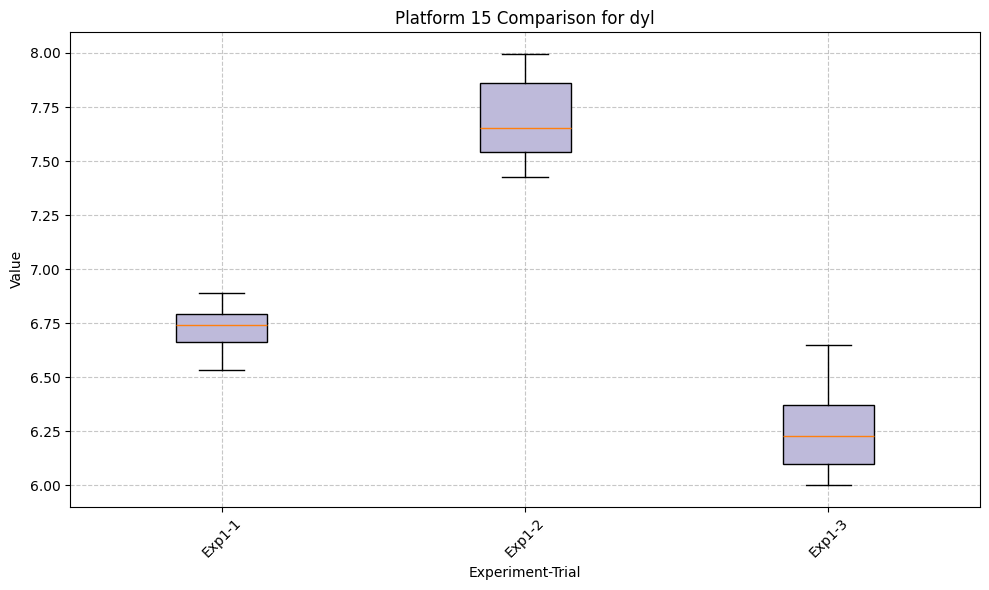 Platform 15 Comparison for dyl
8.00
7.75
7.50
7.25
7.00
6.75
6.50
6.25
6.00
Value
Exp1-1
Exp1-2
Exp1-3
Experiment-Trial